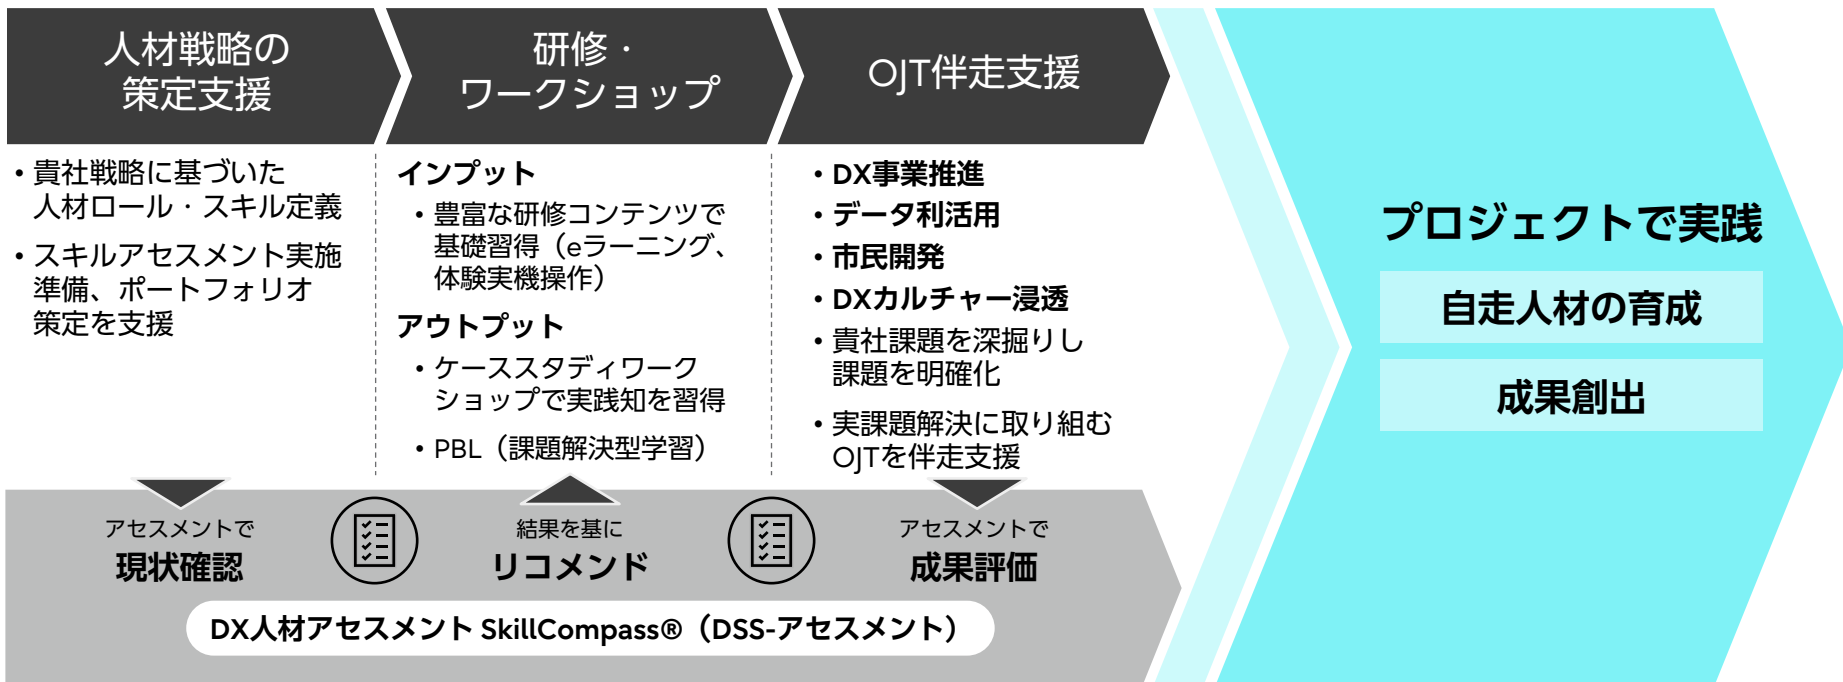 人材戦略の
策定支援
・貴社戦略に基づいた
人材ロール・スキル定義
・スキルアセスメント実施
準備、ポートフォリオ
策定を支援
研修・
ワークショップ
インプット
・豊富な研修コンテンツで
基礎習得（eラーニング、
体験実機操作）
アウトプット
・ケーススタディワーク
ショップで実践知を習得
・PBL（課題解決型学習）
OJT伴走支援
・DX事業推進
・データ利活用
・市民開発
・DXカルチャー浸透
・貴社課題を深掘りし
課題を明確化
・実課題解決に取り組む
OJTを伴走支援
アセスメントで
現状確認
結果を基に
リコメンド
アセスメントで
成果評価
DX人材アセスメント SkillCompass®（DSS-アセスメント）
プロジェクトで実践
自走人材の育成
成果創出